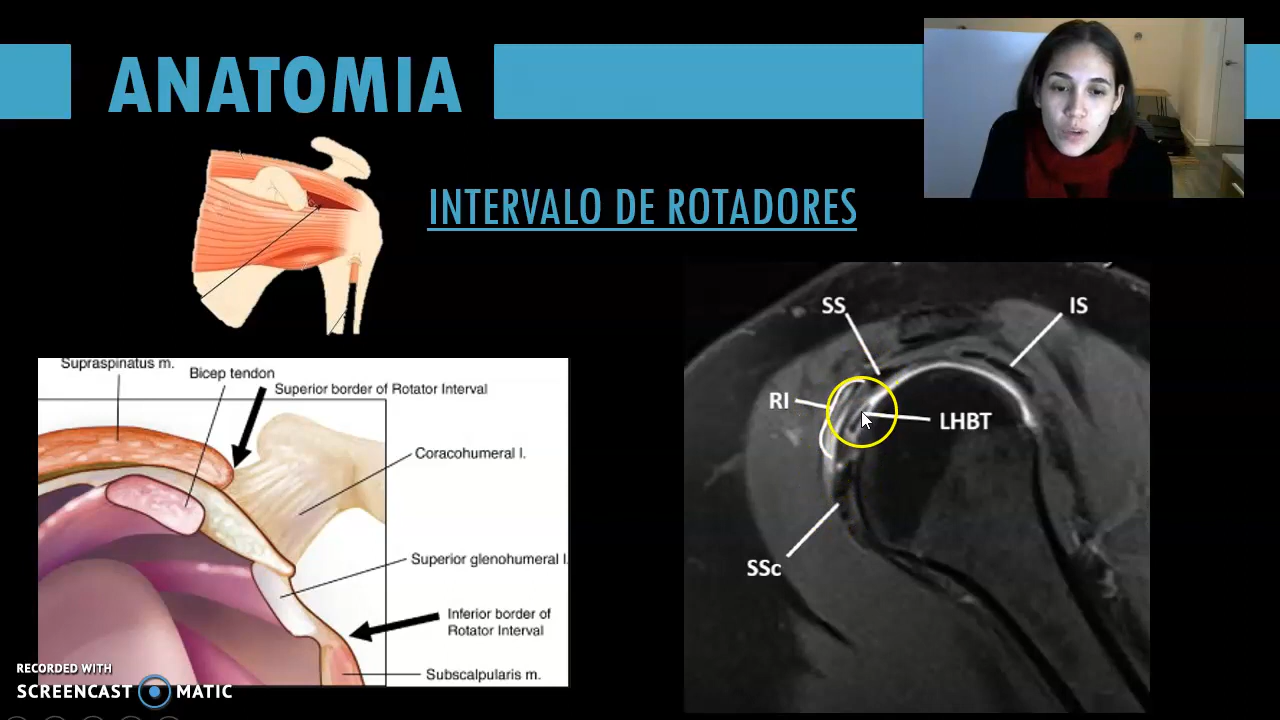 ANATOMIA
INTERVALO DE ROTADORES
Supraspinatus m.
Bicep tendon
Superior border of Rotator Interval
Coracohumeral l.
Superior glenohumeral l.
Inferior border of
Rotator Interval
Subscalpularis m.
SS
IS
RI
LHBT
SSc
RECORDED WITH
SCREENCAST MATIC